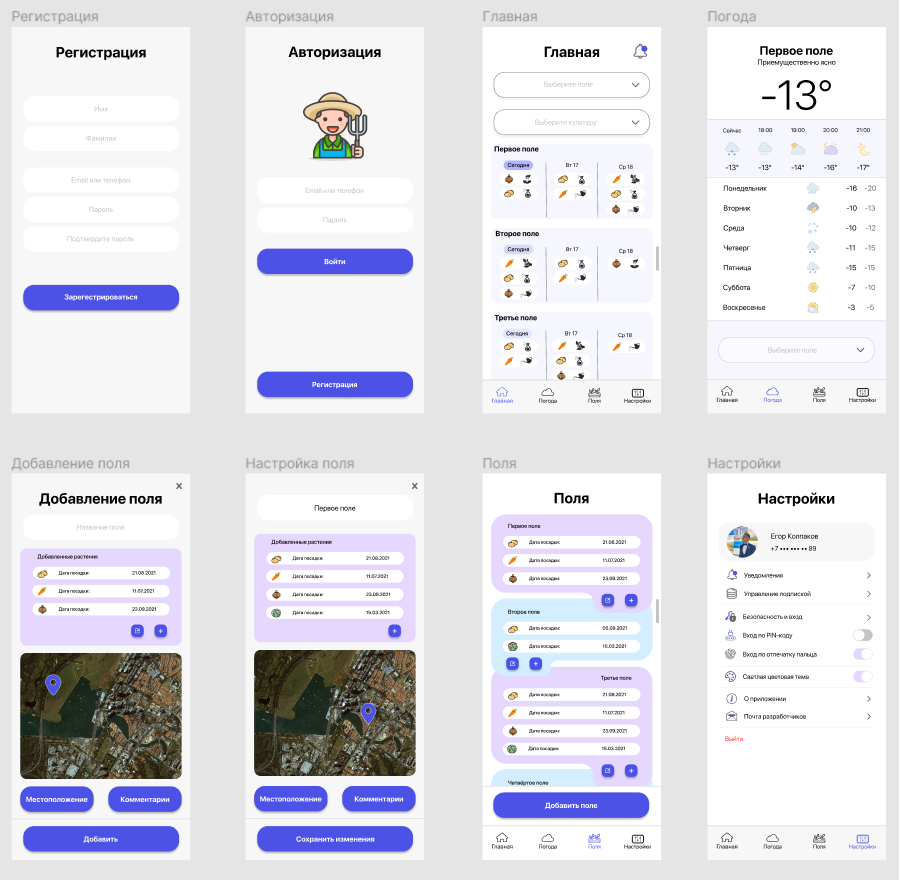 Регистрация
Регистрация
Имя
Фамилия
Email или телефон
Пароль
Подтвердите пароль
Зарегестрироваться
Авторизация
Авторизация
Email или телефон
Пароль
Войти
Регистрация
Главная
Главная
Выберите поле
Выберите культуру
Первое поле
Сегодня Вт 17 Ср 18
Второе поле
Сегодня Вт 17 Ср 18
Третье поле
Сегодня Вт 17 Ср 18
Главная Погода Поля Настройки
Погода
Первое поле
Приемущественно ясно
-13°
Сейчас 18:00 19:00 20:00 21:00
-13° -13° -14° -16° -17°
Понедельник -16 -20
Вторник -10 -13
Среда -10 -12
Четверг -11 -15
Пятница -15 -15
Суббота -7 -10
Воскресенье -3 -5
Выберите поле
Главная Погода Поля Настройки
Добавление поля
x
Добавление поля
Название поля
Добавленные растения
Дата посадки: 21.08.2021
Дата посадки: 11.07.2021
Дата посадки: 23.09.2021
Местоположение Комментарии
Добавить
Настройка поля
x
Первое поле
Добавленные растения
Дата посадки: 21.08.2021
Дата посадки: 11.07.2021
Дата посадки: 23.09.2021
Дата посадки: 15.03.2021
Местоположение Комментарии
Сохранить изменения
Поля
Поля
Первое поле
Дата посадки: 21.08.2021
Дата посадки: 11.07.2021
Дата посадки: 23.09.2021
Второе поле
Дата посадки: 05.09.2021
Дата посадки: 15.03.2021
Третье поле
Дата посадки: 21.08.2021
Дата посадки: 11.07.2021
Дата посадки: 23.09.2021
Дата посадки: 15.03.2021
Четвёртое поле
Добавить поле
Главная Погода Поля Настройки
Настройки
Настройки
Егор Колпаков
+7 ••• ••• •• 89
Уведомления
Управление подпиской
Безопасность и вход
Вход по PIN-коду
Вход по отпечатку пальца
Светлая цветовая тема
О приложении
Почта разработчиков
Выйти
Главная Погода Поля Настройки